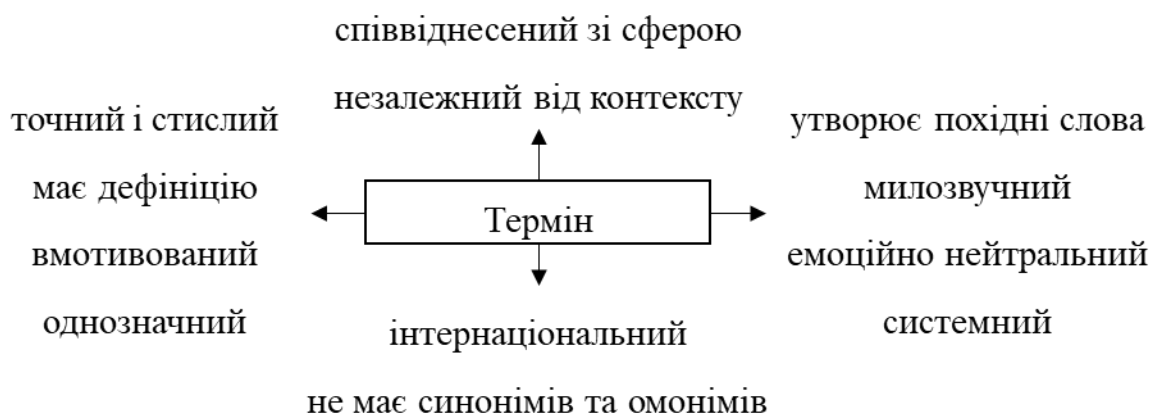 співвіднесений зі сферою
незалежний від контексту
точний і стислий
має дефініцію
вмотивований
однозначний
Термін
утворює похідні слова
милозвучний
емоційно нейтральний
системний
інтернаціональний
не має синонімів та омонімів